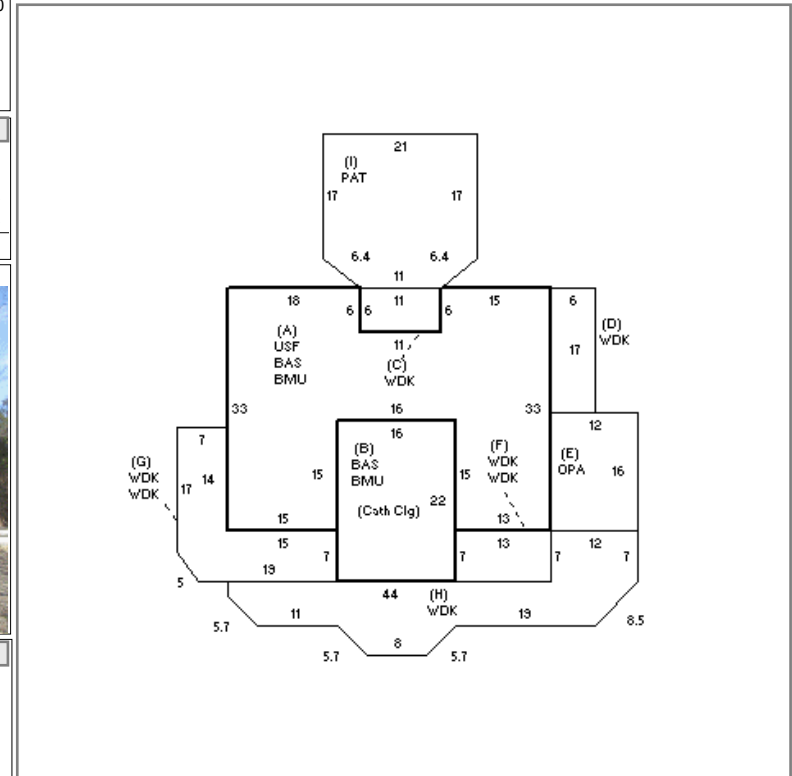 21
(I)
PAT
17
17
6.4
6.4
11
18
6
6
11
6
15
6
(A)
USF
BAS
BMU
11
(C)
WDK
17
(D)
WDK
33
16
33
16
12
(B)
BAS
BMU
(F)
WDK
WDK
(E)
OPA
16
7
(G)
WDK
WDK
14
17
15
15
22
(Cath Clg)
15
13
15
7
7
13
7
12
7
19
5
44
(H)
WDK
5.7
11
8
19
8.5
5.7
5.7